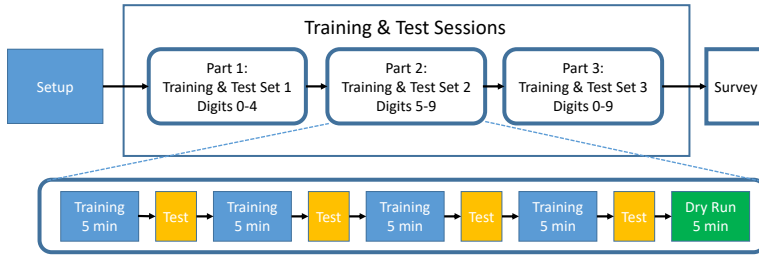 Training & Test Sessions
Setup
Part 1:
Training & Test Set 1
Digits 0-4
Part 2:
Training & Test Set 2
Digits 5-9
Part 3:
Training & Test Set 3
Digits 0-9
Survey
Training
5 min
Test
Training
5 min
Test
Training
5 min
Test
Training
5 min
Test
Dry Run
5 min